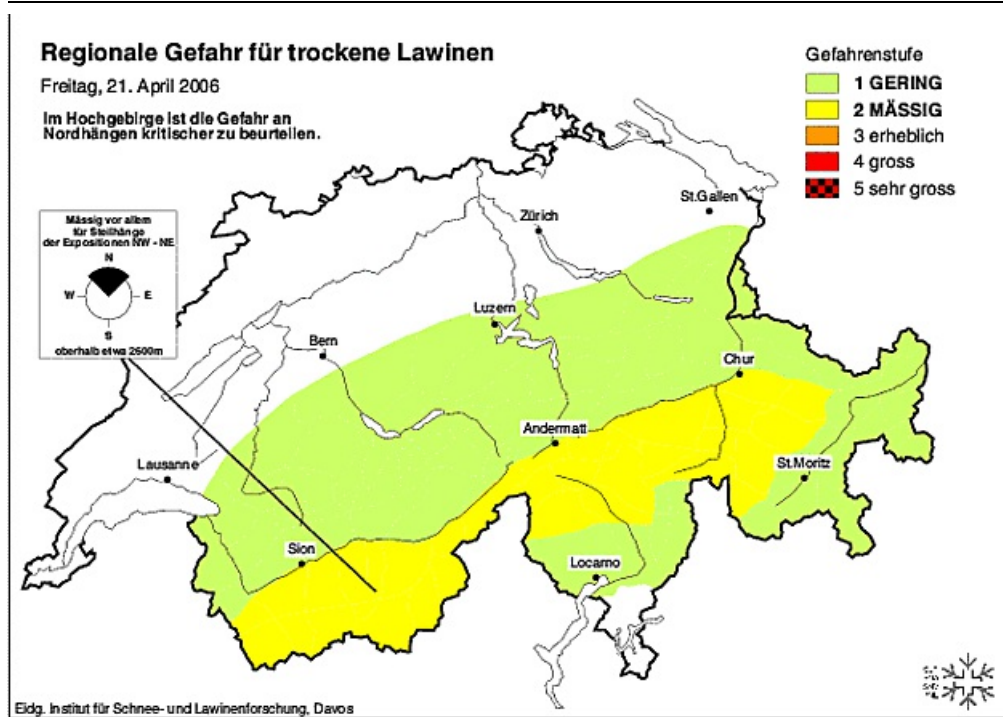 Regionale Gefahr für trockene Lawinen
Freitag, 21. April 2006
Im Hochgebirge ist die Gefahr an
Nordhängen kritischer zu beurteilen.
Gefahrenstufe
1 GERING
2 MÄSSIG
3 erheblich
4 gross
5 sehr gross
Mässig vor allem
für Steilhänge
der Expositionen NW - NE
N
W E
S
oberhalb etwa 2600m
St.Gallen
Zürich
Luzern
Bern
Chur
Andermatt
Lausanne
St.Moritz
Sion
Locarno
Eidg. Institut für Schnee- und Lawinenforschung, Davos